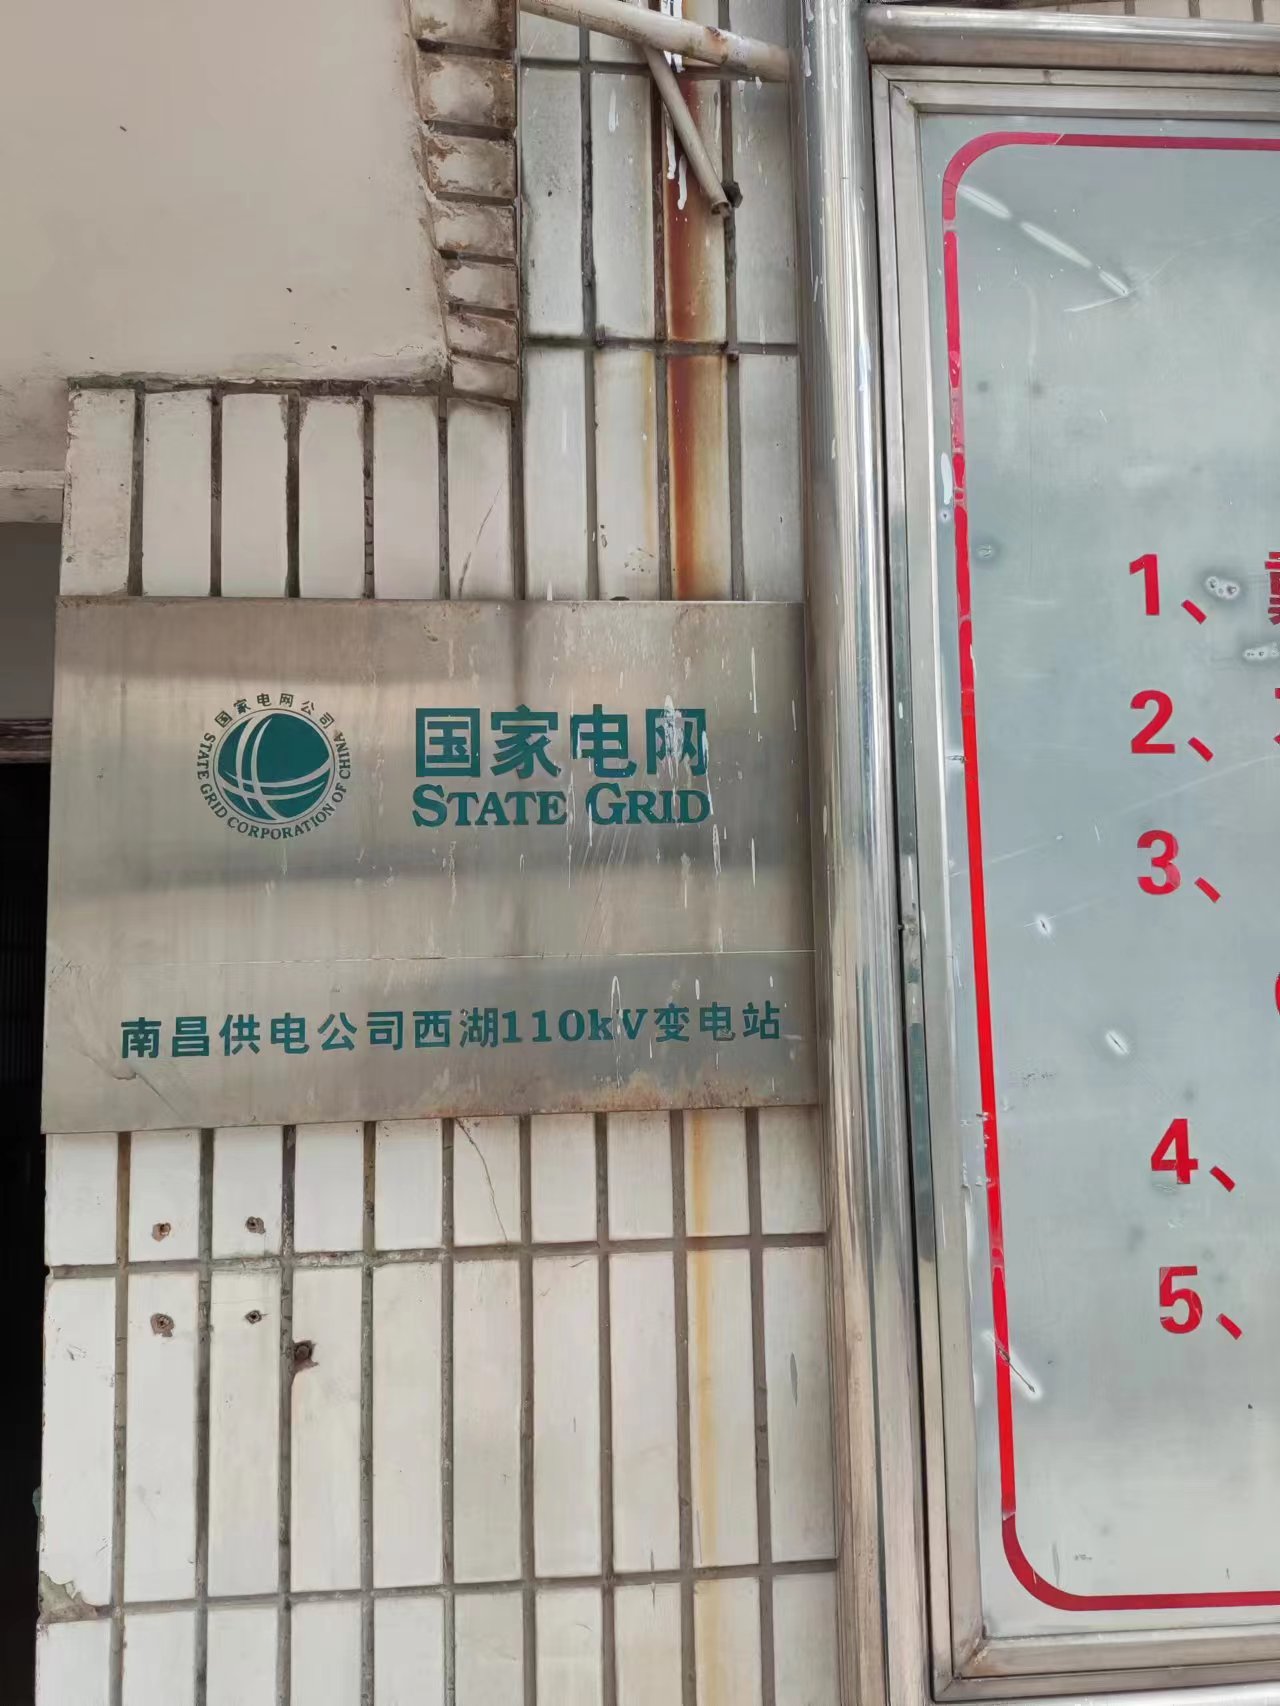 国家电网公司
STATE GRID CORPORATION OF CHINA
国家电网
STATE GRID
南昌供电公司西湖110kV变电站
1、
2、
3、
4、
5、